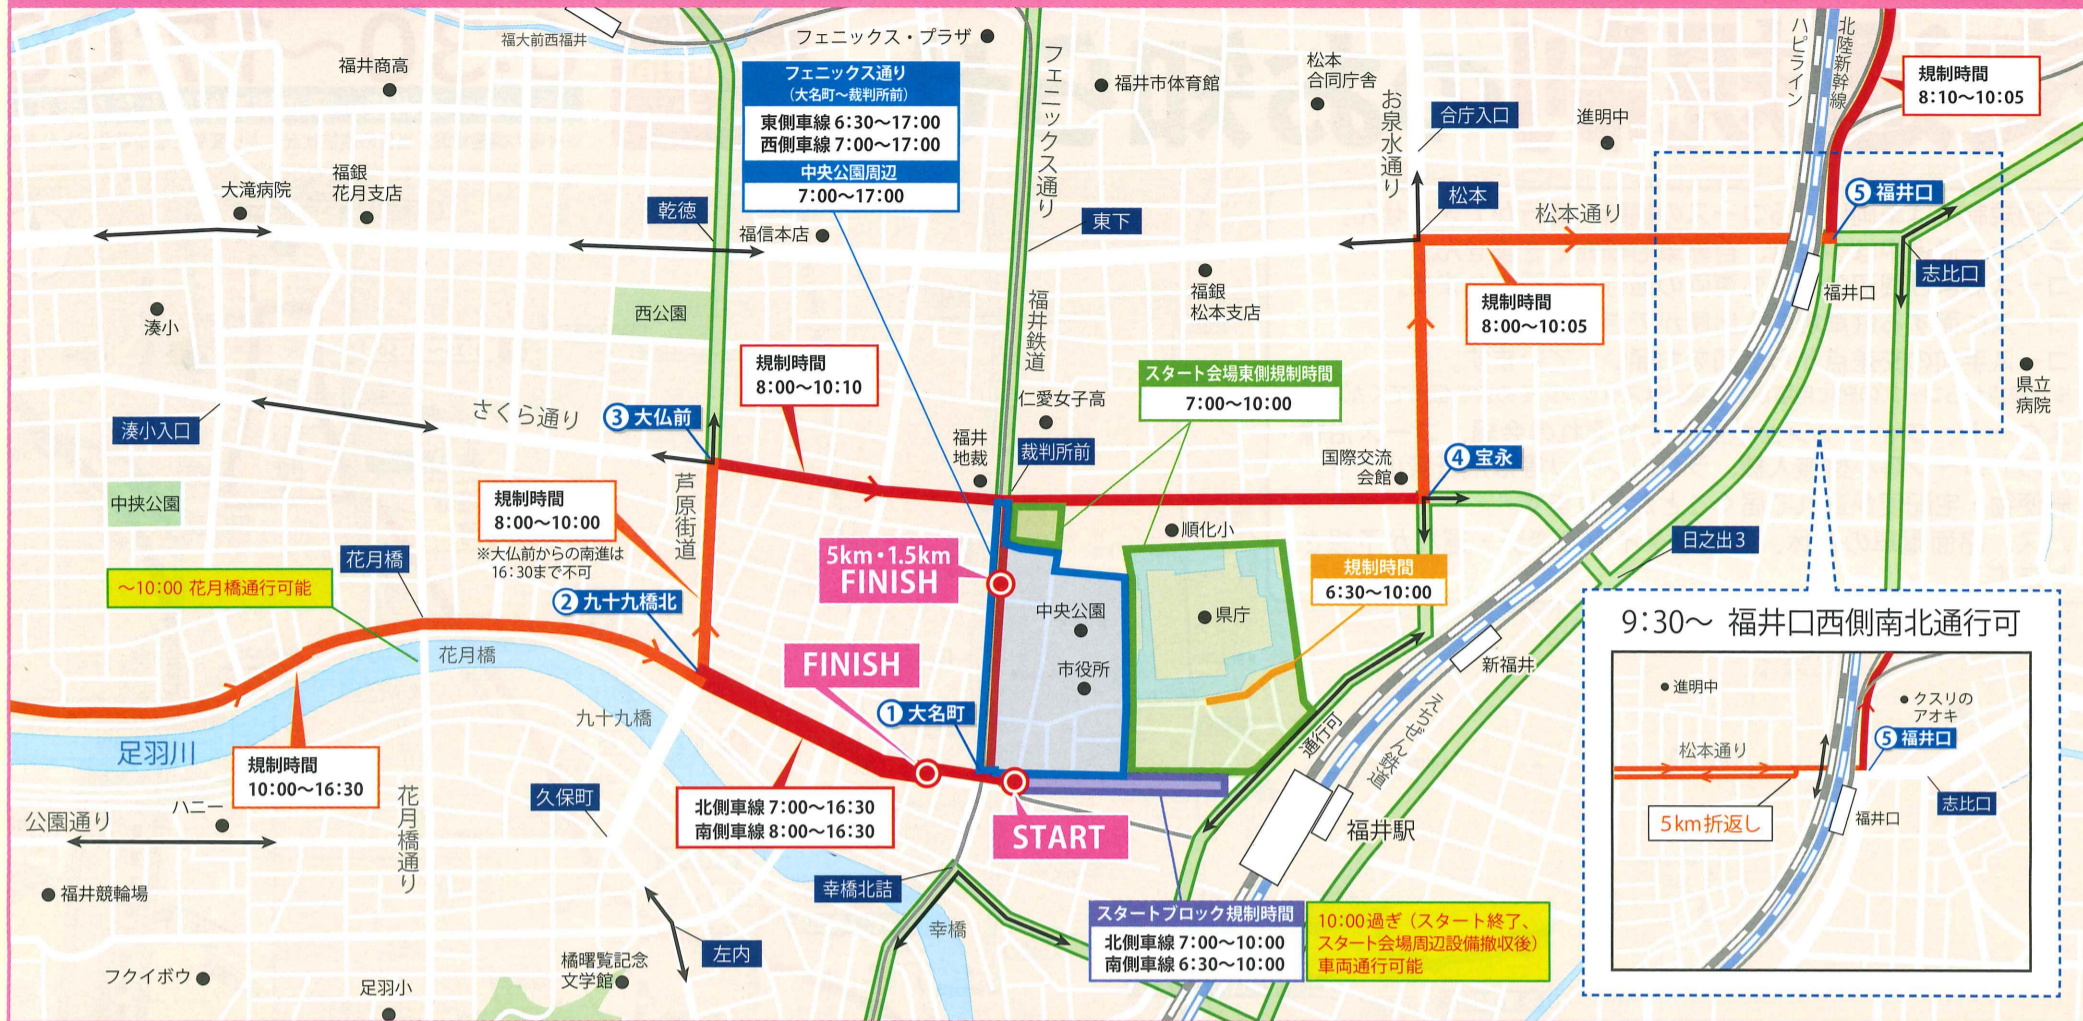 福大前西福井
フェニックス・プラザ
福井商高
フェニックス通り
(大名町～裁判所前)
東側車線 6:30～17:00
西側車線 7:00～17:00
中央公園周辺
7:00～17:00
フェニックス通り
福井市体育館
松本
合同庁舎
お泉水通り
合庁入口
進明中
ハピライン
北陸新幹線
規制時間
8:10～10:05
大滝病院
福銀
花月支店
乾徳
福信本店
東下
松本
松本通り
⑤ 福井口
志比口
福井口
湊小
西公園
福井鉄道
福銀
松本支店
規制時間
8:00～10:05
規制時間
8:00～10:10
スタート会場東側規制時間
7:00～10:00
県立
病院
湊小入口
さくら通り
③ 大仏前
仁愛女子高
福井
地裁
裁判所前
国際交流
会館
④ 宝永
中挟公園
規制時間
8:00～10:00
※大仏前からの南進は
16:30まで不可
芦原街道
順化小
日之出3
～10:00 花月橋通行可能
花月橋
② 九十九橋北
5km・1.5km
FINISH
規制時間
6:30～10:00
中央公園
県庁
市役所
花月橋
FINISH
新福井
九十九橋
① 大名町
通行可
えちぜん鉄道
足羽川
規制時間
10:00～16:30
公園通り
ハニー
花月橋通り
久保町
北側車線 7:00～16:30
南側車線 8:00～16:30
START
福井駅
福井競輪場
幸橋北詰
幸橋
スタートブロック規制時間
北側車線 7:00～10:00
南側車線 6:30～10:00
10:00過ぎ（スタート終了、
スタート会場周辺設備撤収後）
車両通行可能
フクイボウ
足羽小
橘曙覧記念
文学館
左内
9:30～ 福井口西側南北通行可
進明中
クスリの
アオキ
松本通り
⑤ 福井口
5km折返し
福井口
志比口